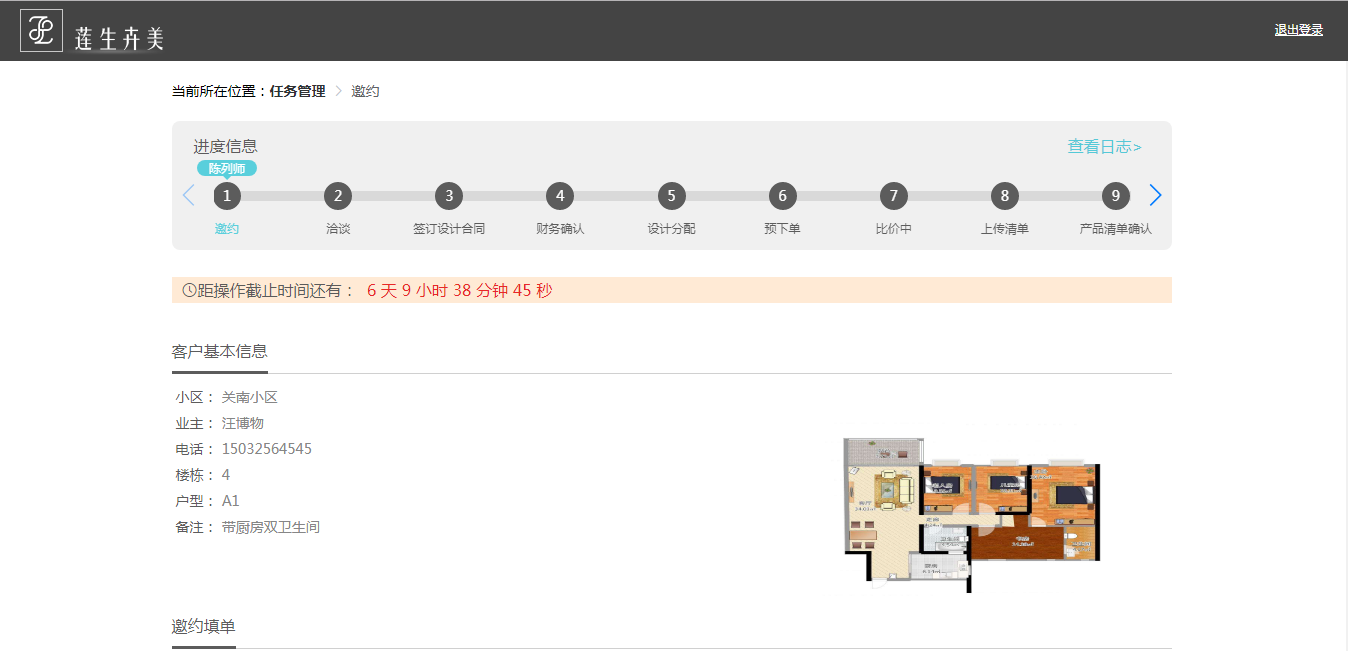 莲生卉美
退出登录
当前所在位置：任务管理 > 邀约
进度信息
查看日志>
陈列师
1 2 3 4 5 6 7 8 9
邀约 洽谈 签订设计合同 财务确认 设计分配 预下单 比价中 上传清单 产品清单确认
距操作截止时间还有： 6 天 9 小时 38 分钟 45 秒
客户基本信息
小区： 关南小区
业主： 汪博物
电话： 15032564545
楼栋： 4
户型： A1
备注： 带厨房双卫生间
邀约填单